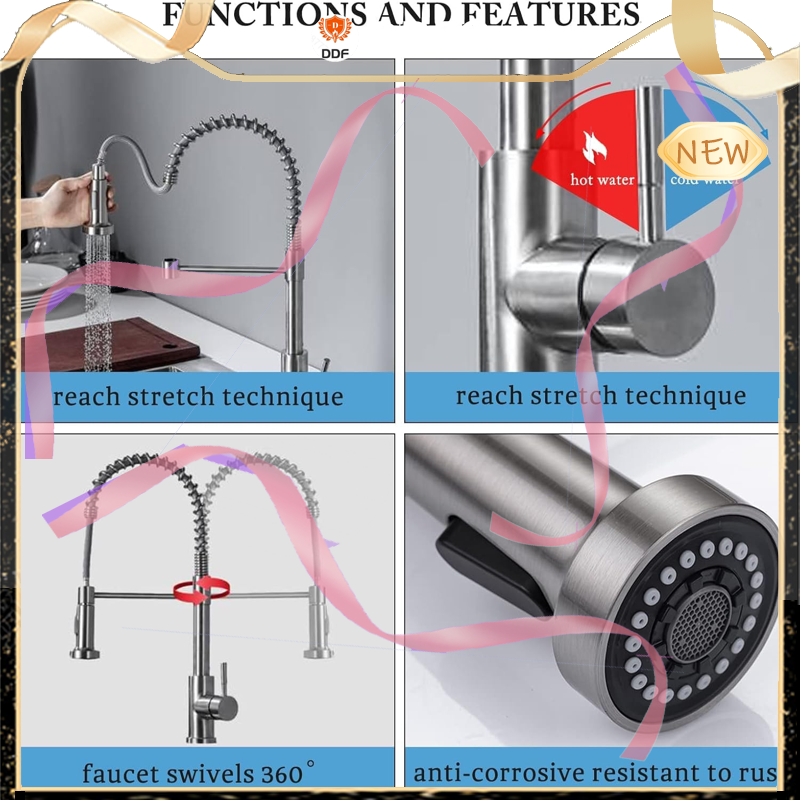 FUNCTIONS AND FEATURES
DDF
hot water
cold water
NEW
reach stretch technique
reach stretch technique
faucet swivels 360°
anti-corrosive resistant to rus